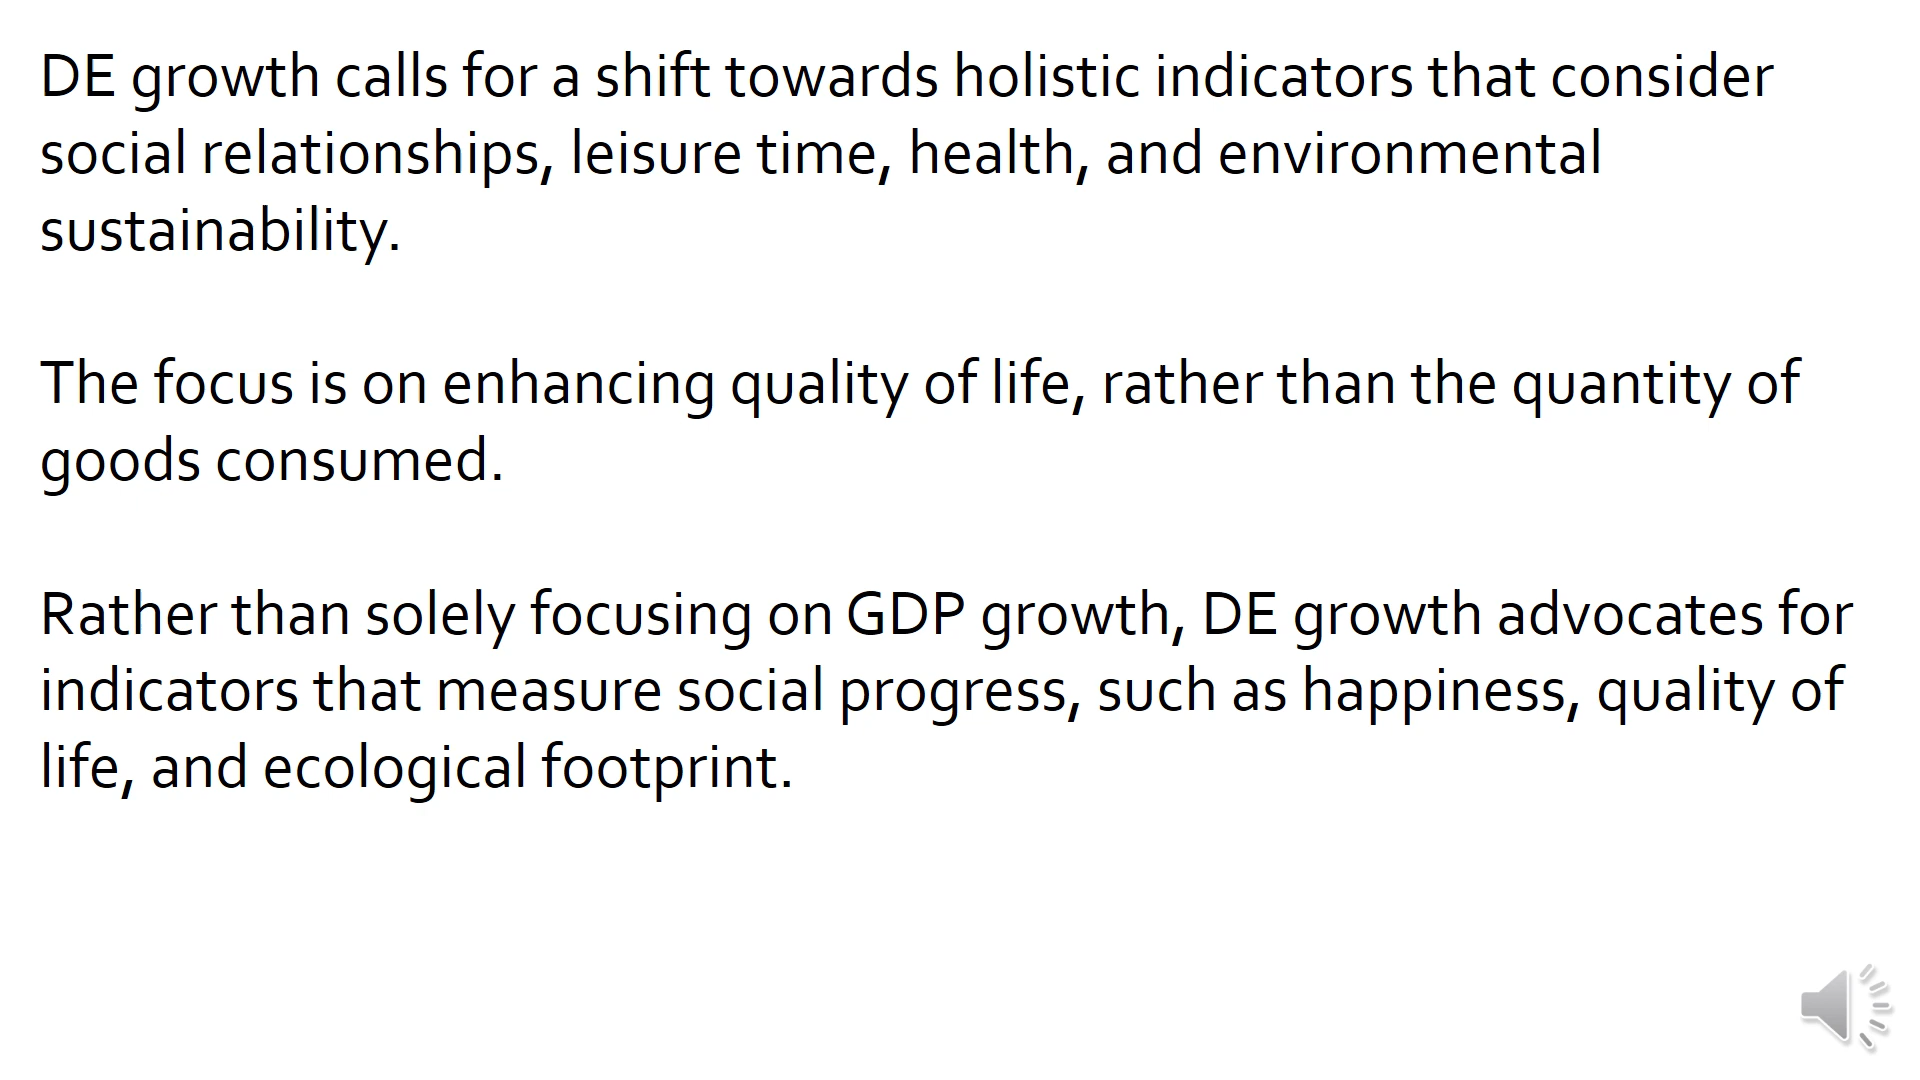 DE growth calls for a shift towards holistic indicators that consider
social relationships, leisure time, health, and environmental
sustainability.
The focus is on enhancing quality of life, rather than the quantity of
goods consumed.
Rather than solely focusing on GDP growth, DE growth advocates for
indicators that measure social progress, such as happiness, quality of
life, and ecological footprint.